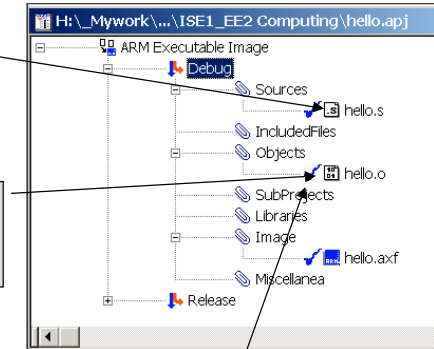 H:\_Mywork\...\ISE1_EE2 Computing\hello.apj
ARM Executable Image
Debug
Sources
hello.s
IncludedFiles
Objects
hello.o
SubProjects
Libraries
Image
hello.axf
Miscellanea
Release